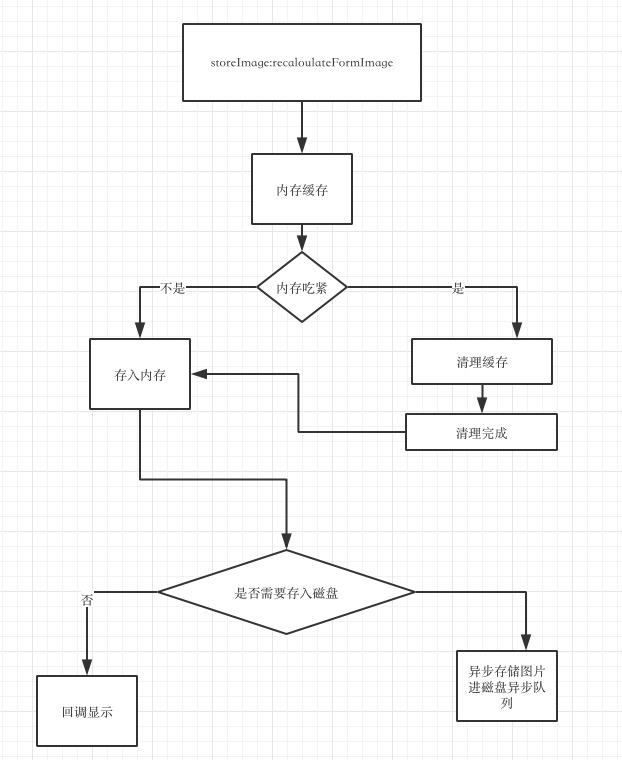 storeImage:recaloulateFormImage
内存缓存
内存吃紧
不是
是
存入内存
清理缓存
清理完成
是否需要存入磁盘
否
异步存储图片
进磁盘异步队
列
回调显示